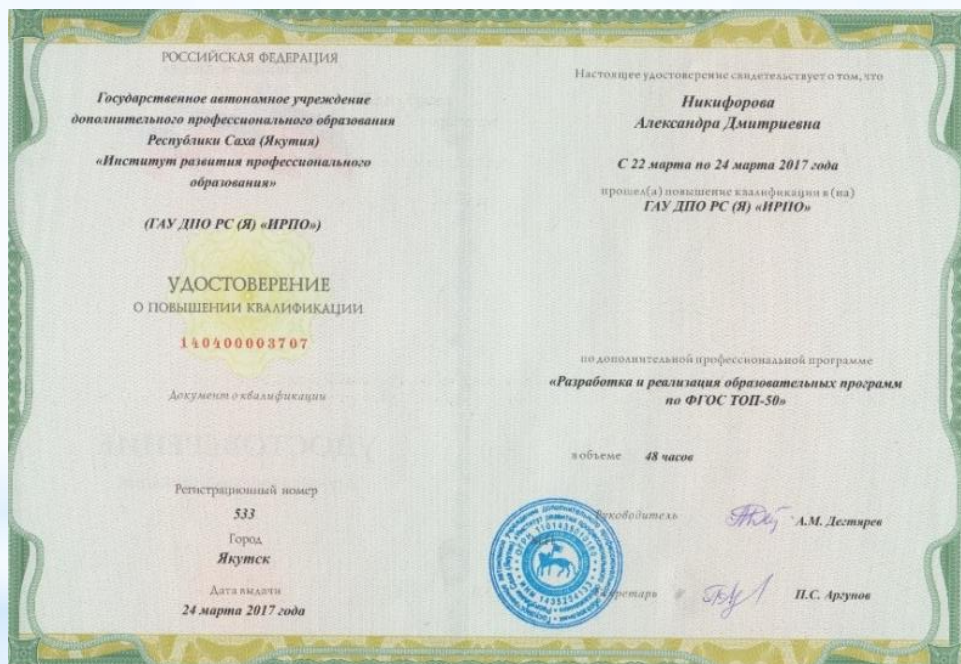 РОССИЙСКАЯ ФЕДЕРАЦИЯ
Государственное автономное учреждение
дополнительного профессионального образования
Республики Саха (Якутия)
«Институт развития профессионального
образования»
(ГАУ ДПО РС (Я) «ИРПО»)
УДОСТОВЕРЕНИЕ
О ПОВЫШЕНИИ КВАЛИФИКАЦИИ
140400003707
Документ о квалификации
Регистрационный номер
533
Город
Якутск
Дата выдачи
24 марта 2017 года
Настоящее удостоверение свидетельствует о том, что
Никифорова
Александра Дмитриевна
С 22 марта по 24 марта 2017 года
прошел(а) повышение квалификации в (на)
ГАУ ДПО РС (Я) «ИРПО»
по дополнительной профессиональной программе
«Разработка и реализация образовательных программ
по ФГОС ТОП-50»
в объеме 48 часов
Руководитель А.М. Дегтярев
Секретарь П.С. Аргунов